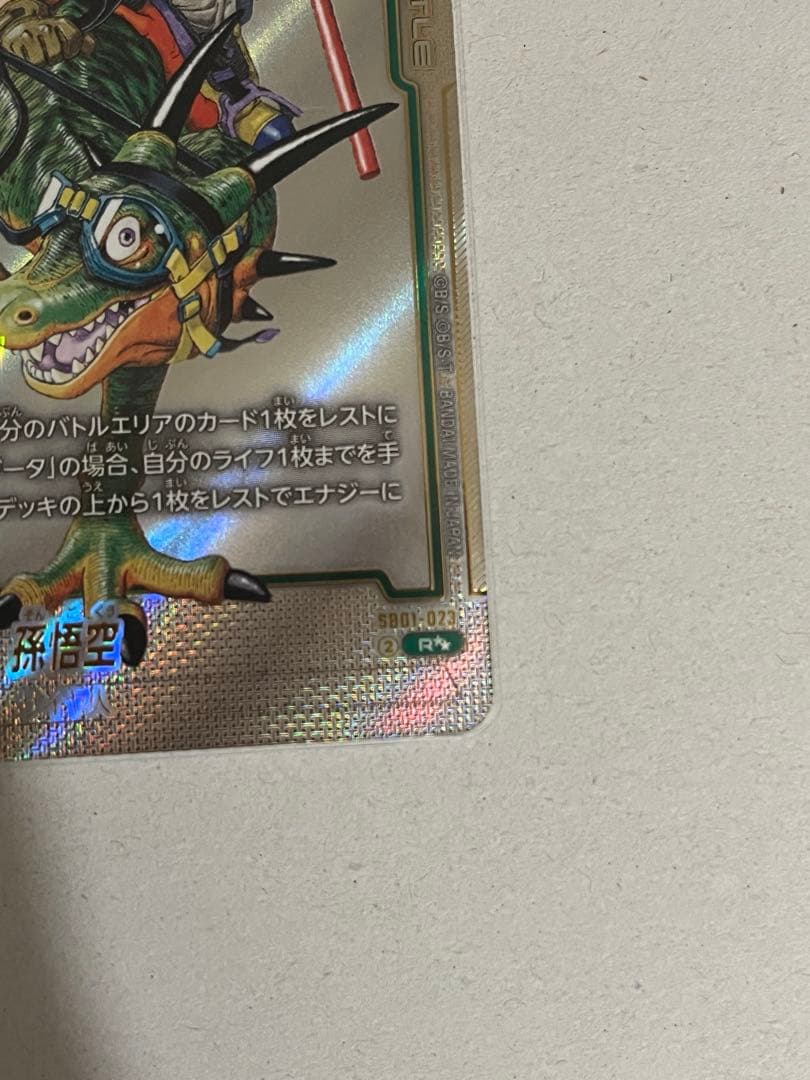 TLE
©B/S ©B/S・T BANDAI MADE IN JAPAN
分のバトルエリアのカード1枚をレストに
ータ」の場合、自分のライフ1枚までを手
デッキの上から1枚をレストでエナジーに
孫悟空
SB01-023
② R★★
人